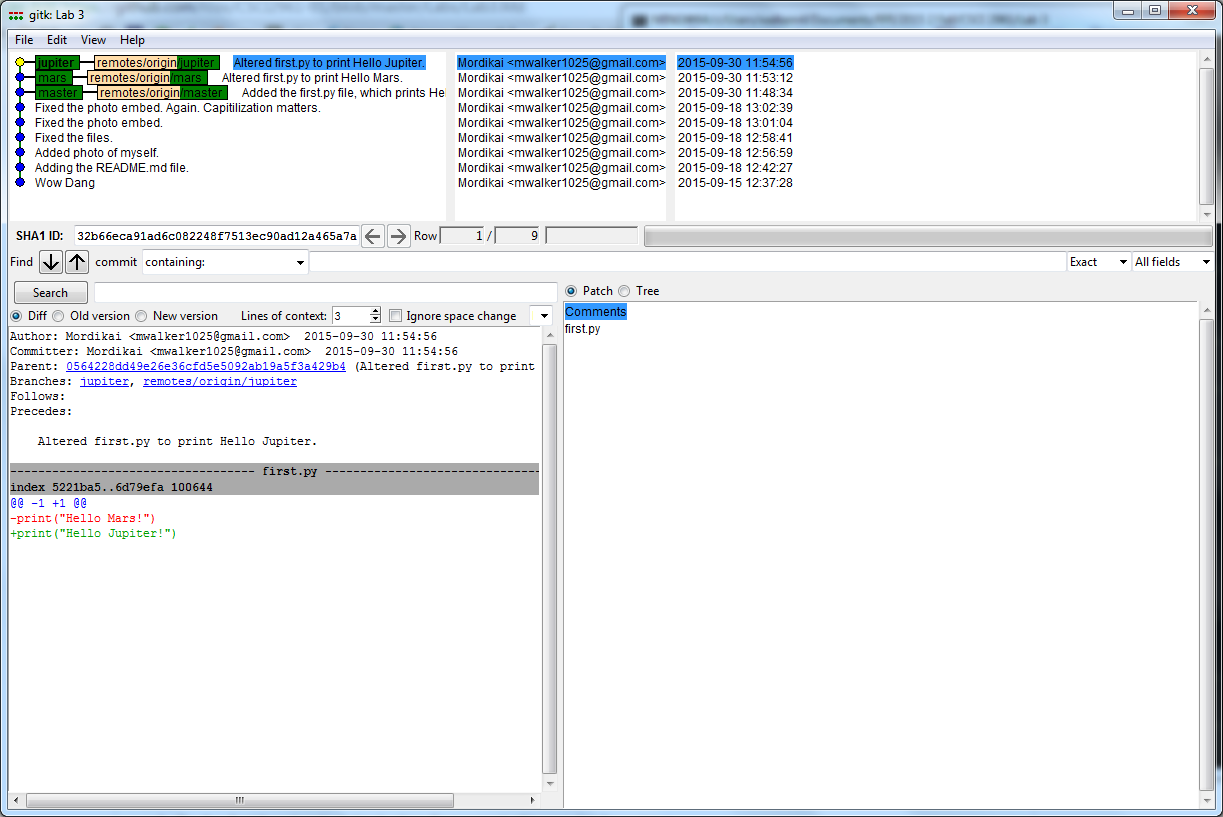 gitk: Lab 3
File Edit View Help
jupiter remotes/origin/jupiter Altered first.py to print Hello Jupiter. Mordikai <mwalker1025@gmail.com> 2015-09-30 11:54:56
mars remotes/origin/mars Altered first.py to print Hello Mars. Mordikai <mwalker1025@gmail.com> 2015-09-30 11:53:12
master remotes/origin/master Added the first.py file, which prints He Mordikai <mwalker1025@gmail.com> 2015-09-30 11:48:34
Fixed the photo embed. Again. Capitilization matters. Mordikai <mwalker1025@gmail.com> 2015-09-18 13:02:39
Fixed the photo embed. Mordikai <mwalker1025@gmail.com> 2015-09-18 13:01:04
Fixed the files. Mordikai <mwalker1025@gmail.com> 2015-09-18 12:58:41
Added photo of myself. Mordikai <mwalker1025@gmail.com> 2015-09-18 12:56:59
Adding the README.md file. Mordikai <mwalker1025@gmail.com> 2015-09-18 12:42:27
Wow Dang Mordikai <mwalker1025@gmail.com> 2015-09-15 12:37:28
SHA1 ID: 32b66eca91ad6c082248f7513ec90ad12a465a7a Row 1 / 9
Find commit containing: Exact All fields
Search
Patch Tree
Diff Old version New version Lines of context: 3 Ignore space change
Comments
first.py
Author: Mordikai <mwalker1025@gmail.com> 2015-09-30 11:54:56
Committer: Mordikai <mwalker1025@gmail.com> 2015-09-30 11:54:56
Parent: 0564228dd49e26e36cfd5e5092ab19a5f3a429b4 (Altered first.py to print
Branches: jupiter, remotes/origin/jupiter
Follows:
Precedes:
Altered first.py to print Hello Jupiter.
----------------------------------- first.py -------------------------------
index 5221ba5..6d79efa 100644
@@ -1 +1 @@
-print("Hello Mars!")
+print("Hello Jupiter!")